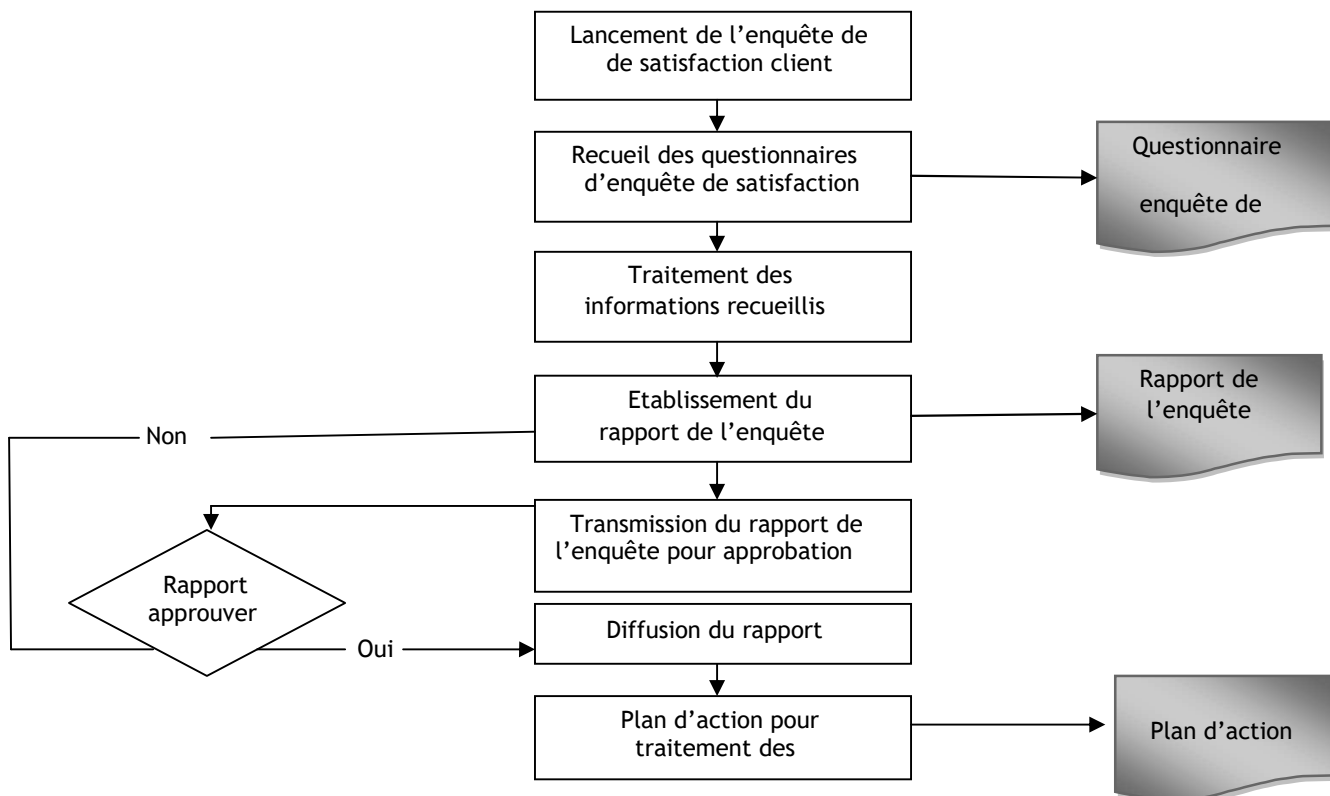 Lancement de l’enquête de
de satisfaction client
Recueil des questionnaires
d’enquête de satisfaction
Questionnaire
enquête de
Traitement des
informations recueillis
Etablissement du
rapport de l’enquête
Rapport de
l’enquête
Non
Transmission du rapport de
l’enquête pour approbation
Rapport
approuver
Oui
Diffusion du rapport
Plan d’action pour
traitement des
Plan d’action